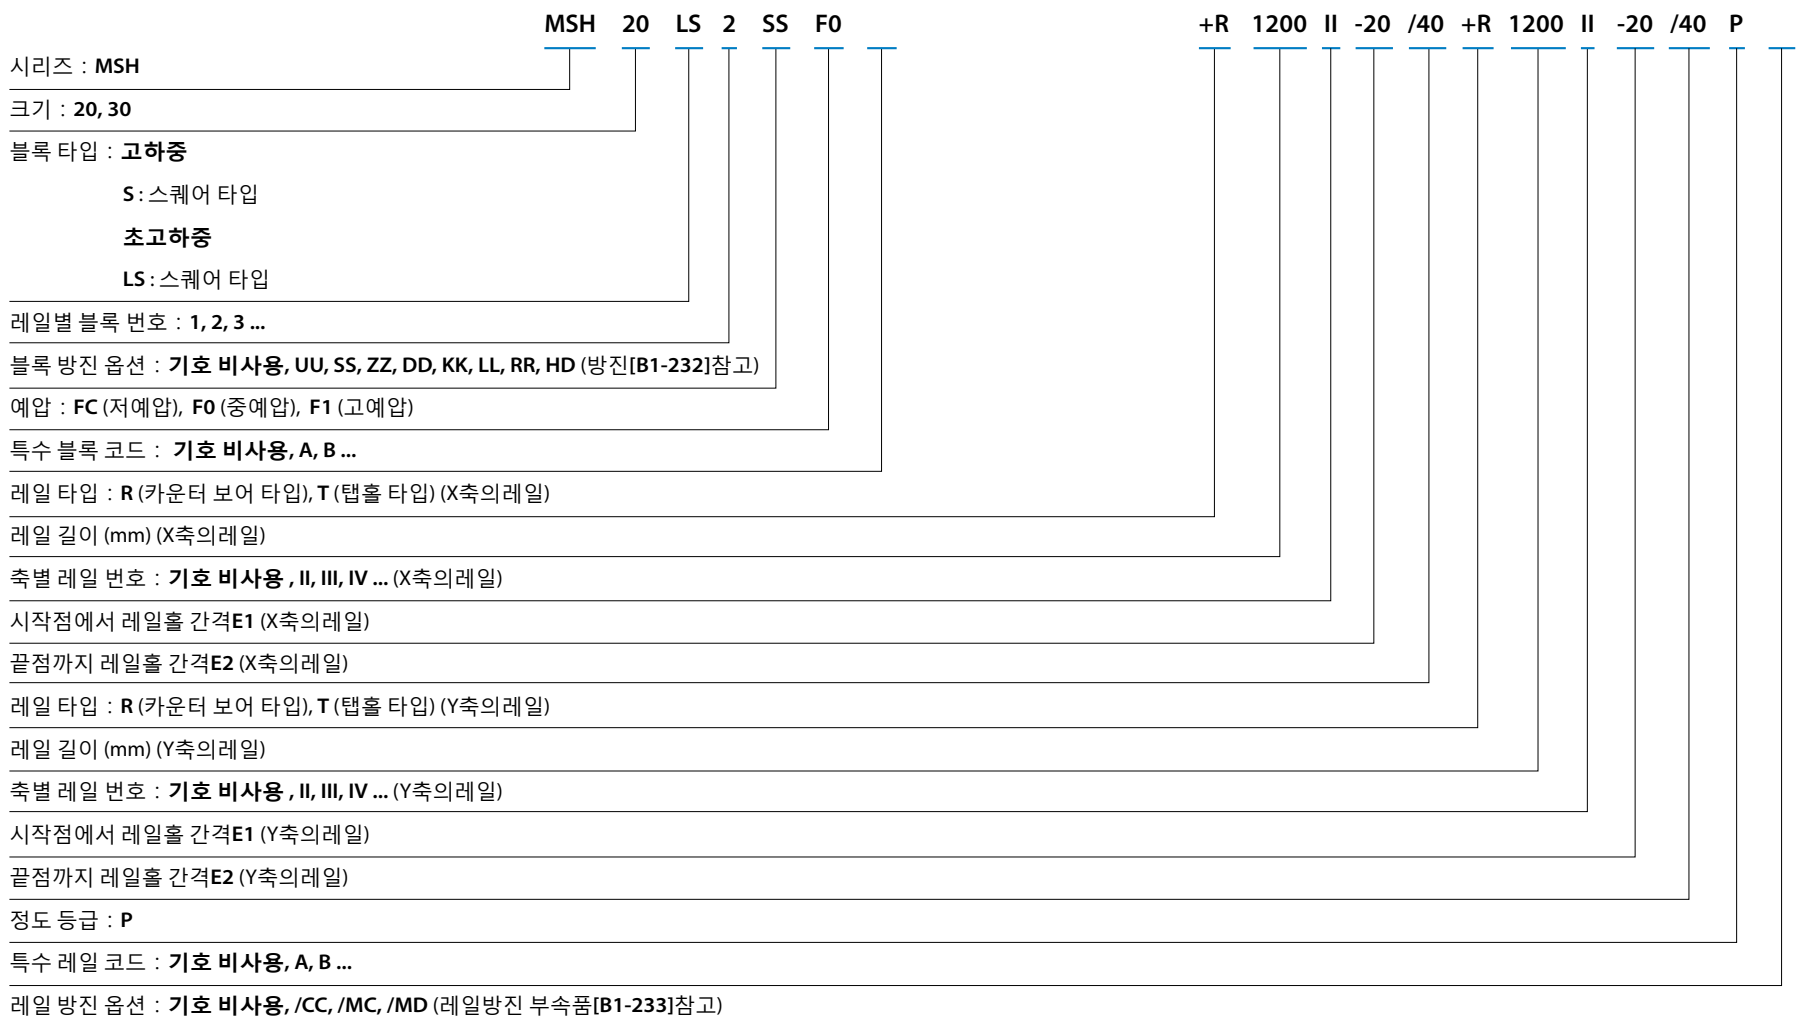 MSH 20 LS 2 SS F0 +R 1200 II -20 /40 +R 1200 II -20 /40 P
시리즈 : MSH
크기 : 20, 30
블록 타입 : 고하중
S : 스퀘어 타입
초고하중
LS : 스퀘어 타입
레일별 블록 번호 : 1, 2, 3 ...
블록 방진 옵션 : 기호 비사용, UU, SS, ZZ, DD, KK, LL, RR, HD (방진[B1-232]참고)
예압 : FC (저예압), F0 (중예압), F1 (고예압)
특수 블록 코드 : 기호 비사용, A, B ...
레일 타입 : R (카운터 보어 타입), T (탭홀 타입) (X축의레일)
레일 길이 (mm) (X축의레일)
축별 레일 번호 : 기호 비사용 , II, III, IV ... (X축의레일)
시작점에서 레일홀 간격E1 (X축의레일)
끝점까지 레일홀 간격E2 (X축의레일)
레일 타입 : R (카운터 보어 타입), T (탭홀 타입) (Y축의레일)
레일 길이 (mm) (Y축의레일)
축별 레일 번호 : 기호 비사용 , II, III, IV ... (Y축의레일)
시작점에서 레일홀 간격E1 (Y축의레일)
끝점까지 레일홀 간격E2 (Y축의레일)
정도 등급 : P
특수 레일 코드 : 기호 비사용, A, B ...
레일 방진 옵션 : 기호 비사용, /CC, /MC, /MD (레일방진 부속품[B1-233]참고)